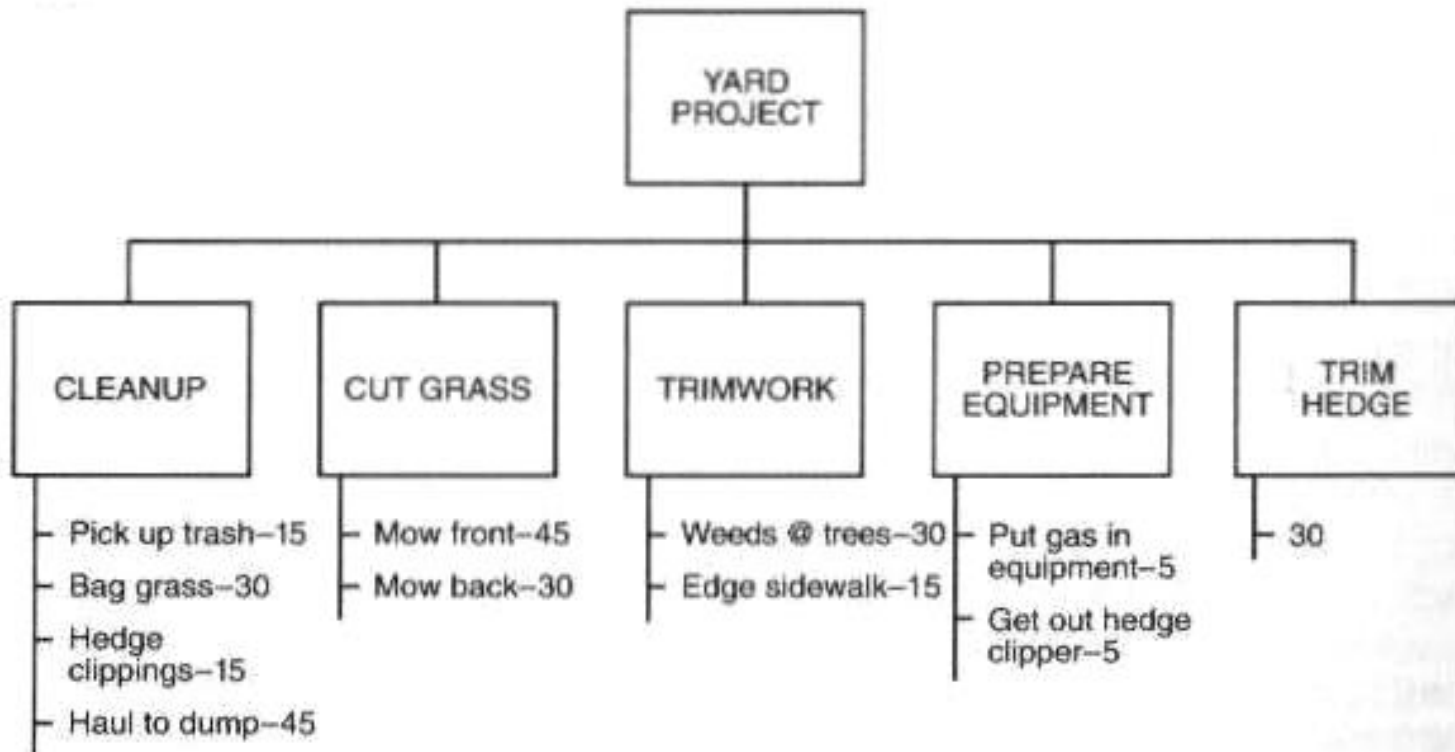 YARD
PROJECT
CLEANUP
CUT GRASS
TRIMWORK
PREPARE
EQUIPMENT
TRIM
HEDGE
Pick up trash–15
Bag grass–30
Hedge
clippings–15
Haul to dump–45
Mow front–45
Mow back–30
Weeds @ trees–30
Edge sidewalk–15
Put gas in
equipment–5
Get out hedge
clipper–5
30